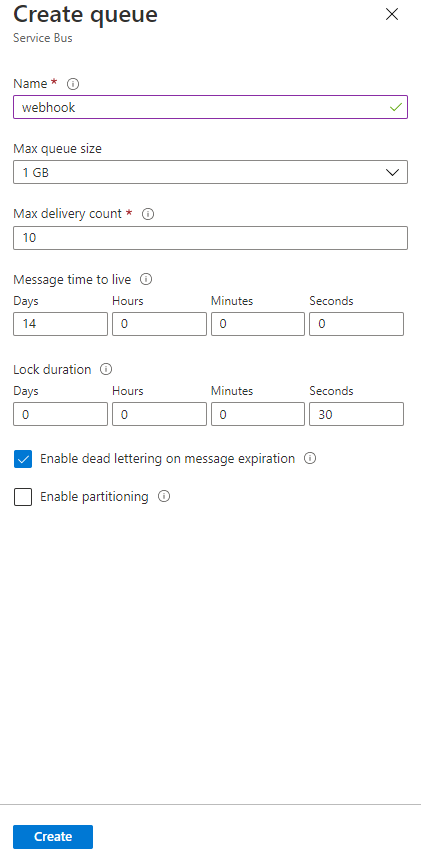 Create queue
Service Bus
Name *
webhook
Max queue size
1 GB
Max delivery count *
10
Message time to live
Days Hours Minutes Seconds
14 0 0 0
Lock duration
Days Hours Minutes Seconds
0 0 0 30
Enable dead lettering on message expiration
Enable partitioning
Create